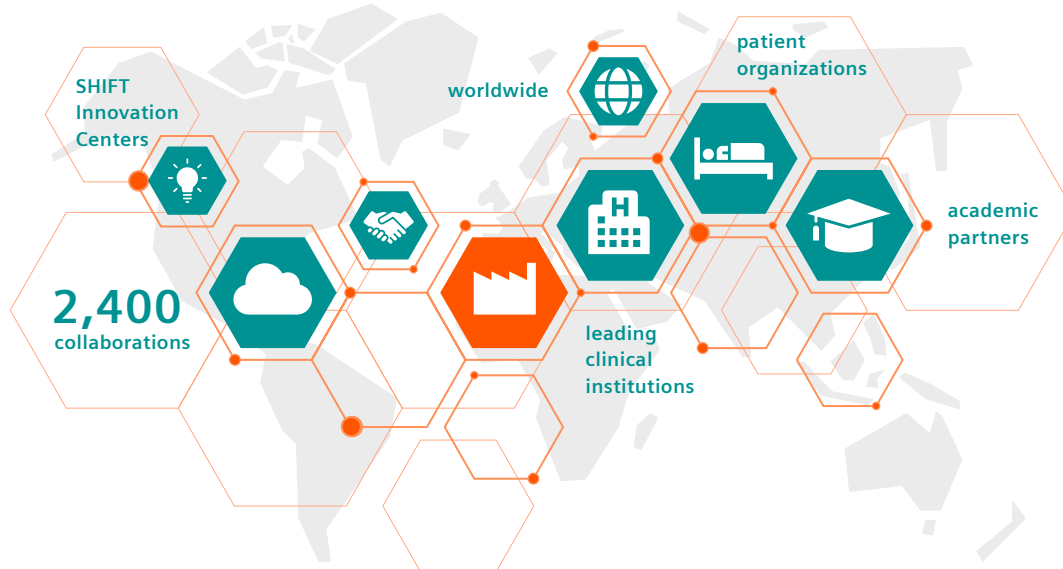 SHIFT
Innovation
Centers
worldwide
patient
organizations
academic
partners
2,400
collaborations
leading
clinical
institutions
H